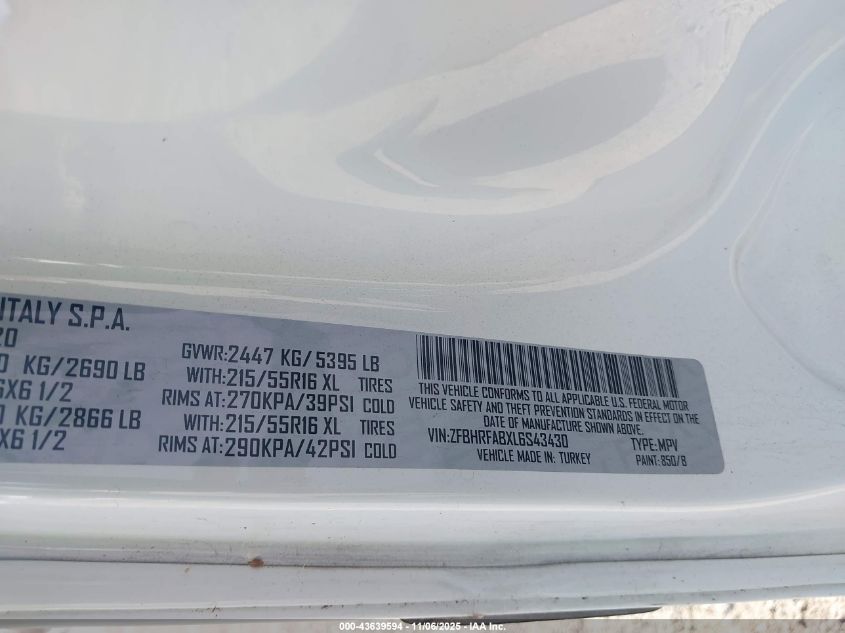 ITALY S.P.A.
20
0 KG/2690 LB
6X6 1/2
0 KG/2866 LB
X6 1/2
GVWR:2447 KG/ 5395 LB
WITH:215/55R16 XL TIRES
RIMS AT:270KPA/39PSI COLD
WITH:215/55R16 XL TIRES
RIMS AT:290KPA/42PSI COLD
THIS VEHICLE CONFORMS TO ALL APPLICABLE U.S. FEDERAL MOTOR
VEHICLE SAFETY AND THEFT PREVENTION STANDARDS IN EFFECT ON THE
DATE OF MANUFACTURE SHOWN ABOVE.
VIN:ZFBHRFABXL6S43430 TYPE:MPV
VEHICLE MADE IN: TURKEY PAINT: 850/B
000-43639594 - 11/06/2025 - IAA Inc.